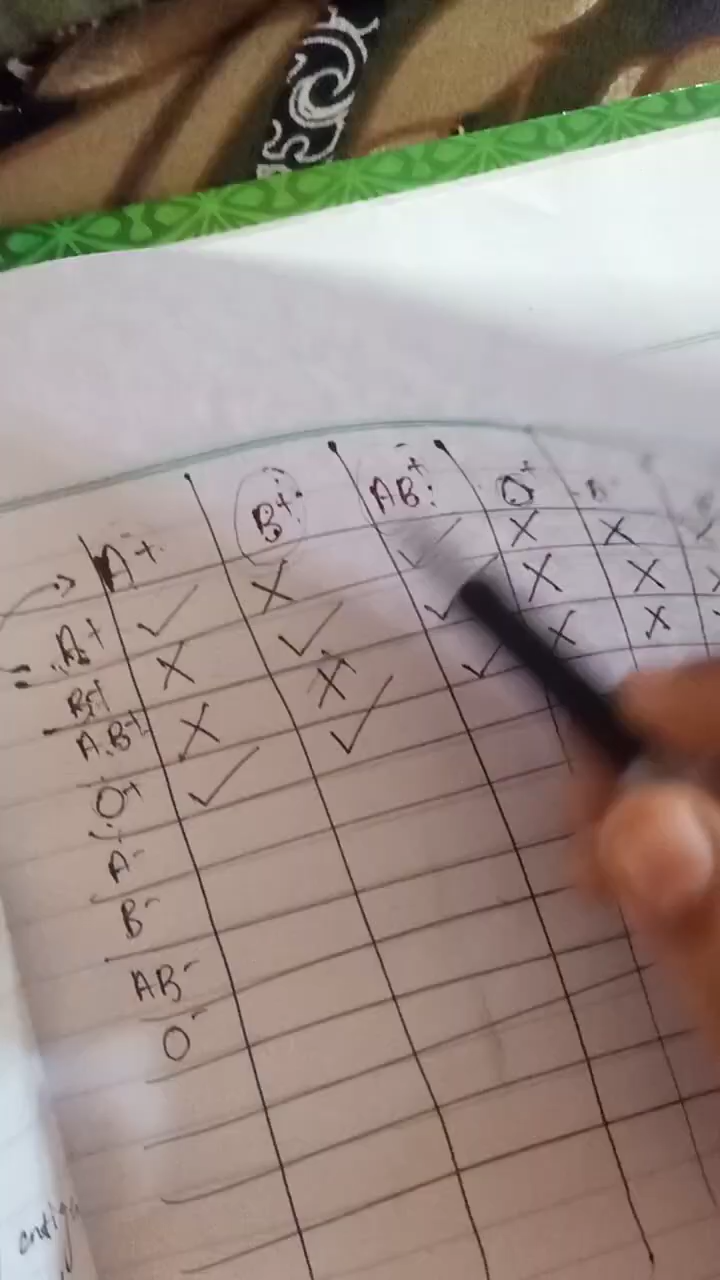 A+ B+ AB+ O+ A-
A+ ✓ X ✓ X X
B+ X ✓ ✓ X X
AB+ X X ✓ X X
O+ ✓ ✓
A-
B-
AB-
O-